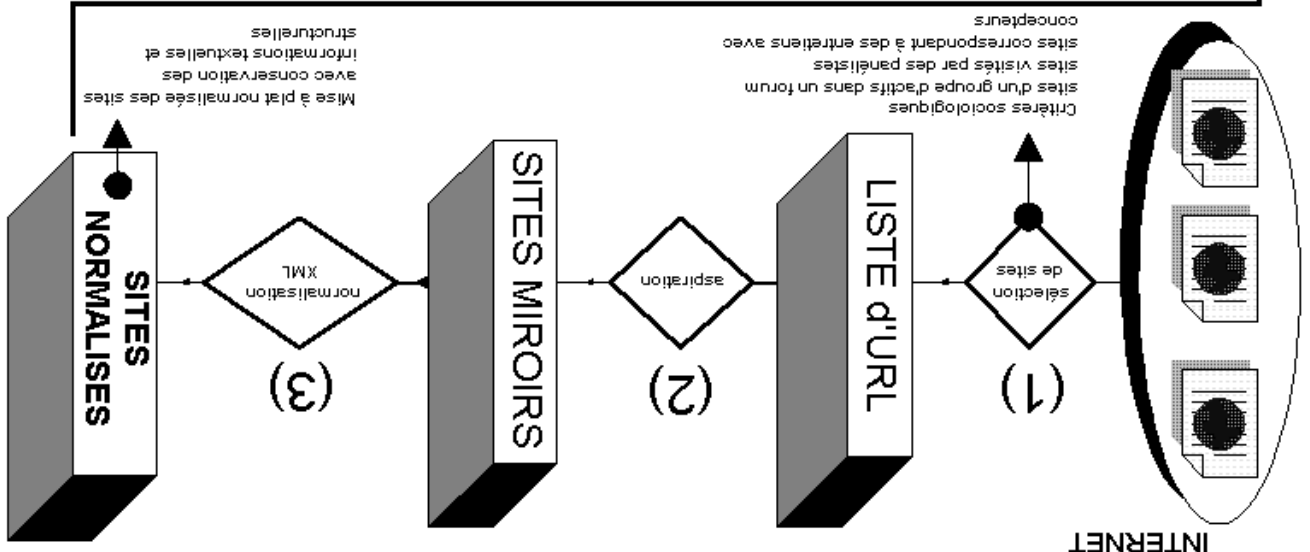 INTERNET
(1)
sélection
de sites
Critères sociologiques
sites d'un groupe d'actifs dans un forum
sites visités par des panélistes
sites correspondant à des entretiens avec
concepteurs
LISTE d'URL
(2)
aspiration
SITES MIROIRS
(3)
normalisation
XML
SITES
NORMALISES
Mise à plat normalisée des sites
avec conservation des
informations textuelles et
structurelles